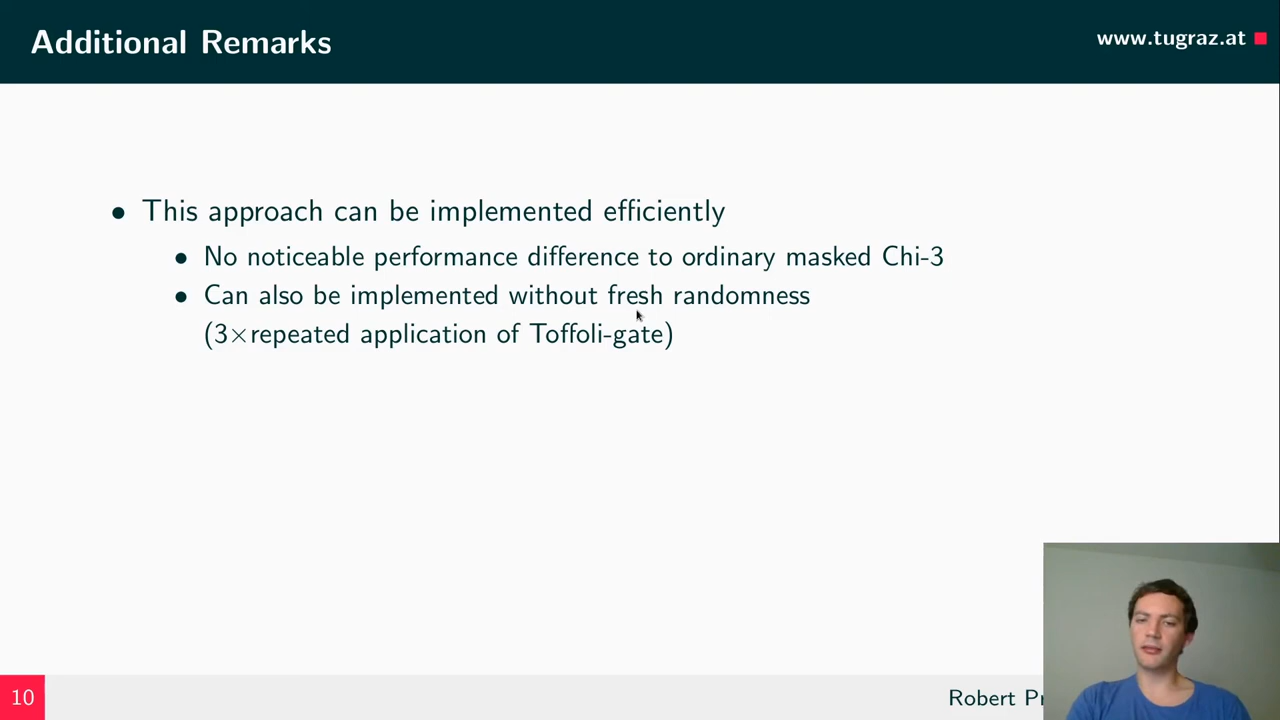 Additional Remarks
www.tugraz.at
• This approach can be implemented efficiently
• No noticeable performance difference to ordinary masked Chi-3
• Can also be implemented without fresh randomness
(3×repeated application of Toffoli-gate)
10
Robert